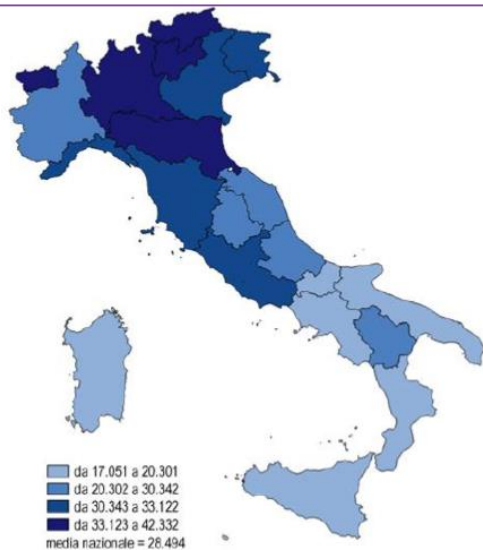 da 17.051 a 20.301
da 20.302 a 30.342
da 30.343 a 33.122
da 33.123 a 42.332
media nazionale = 28.494